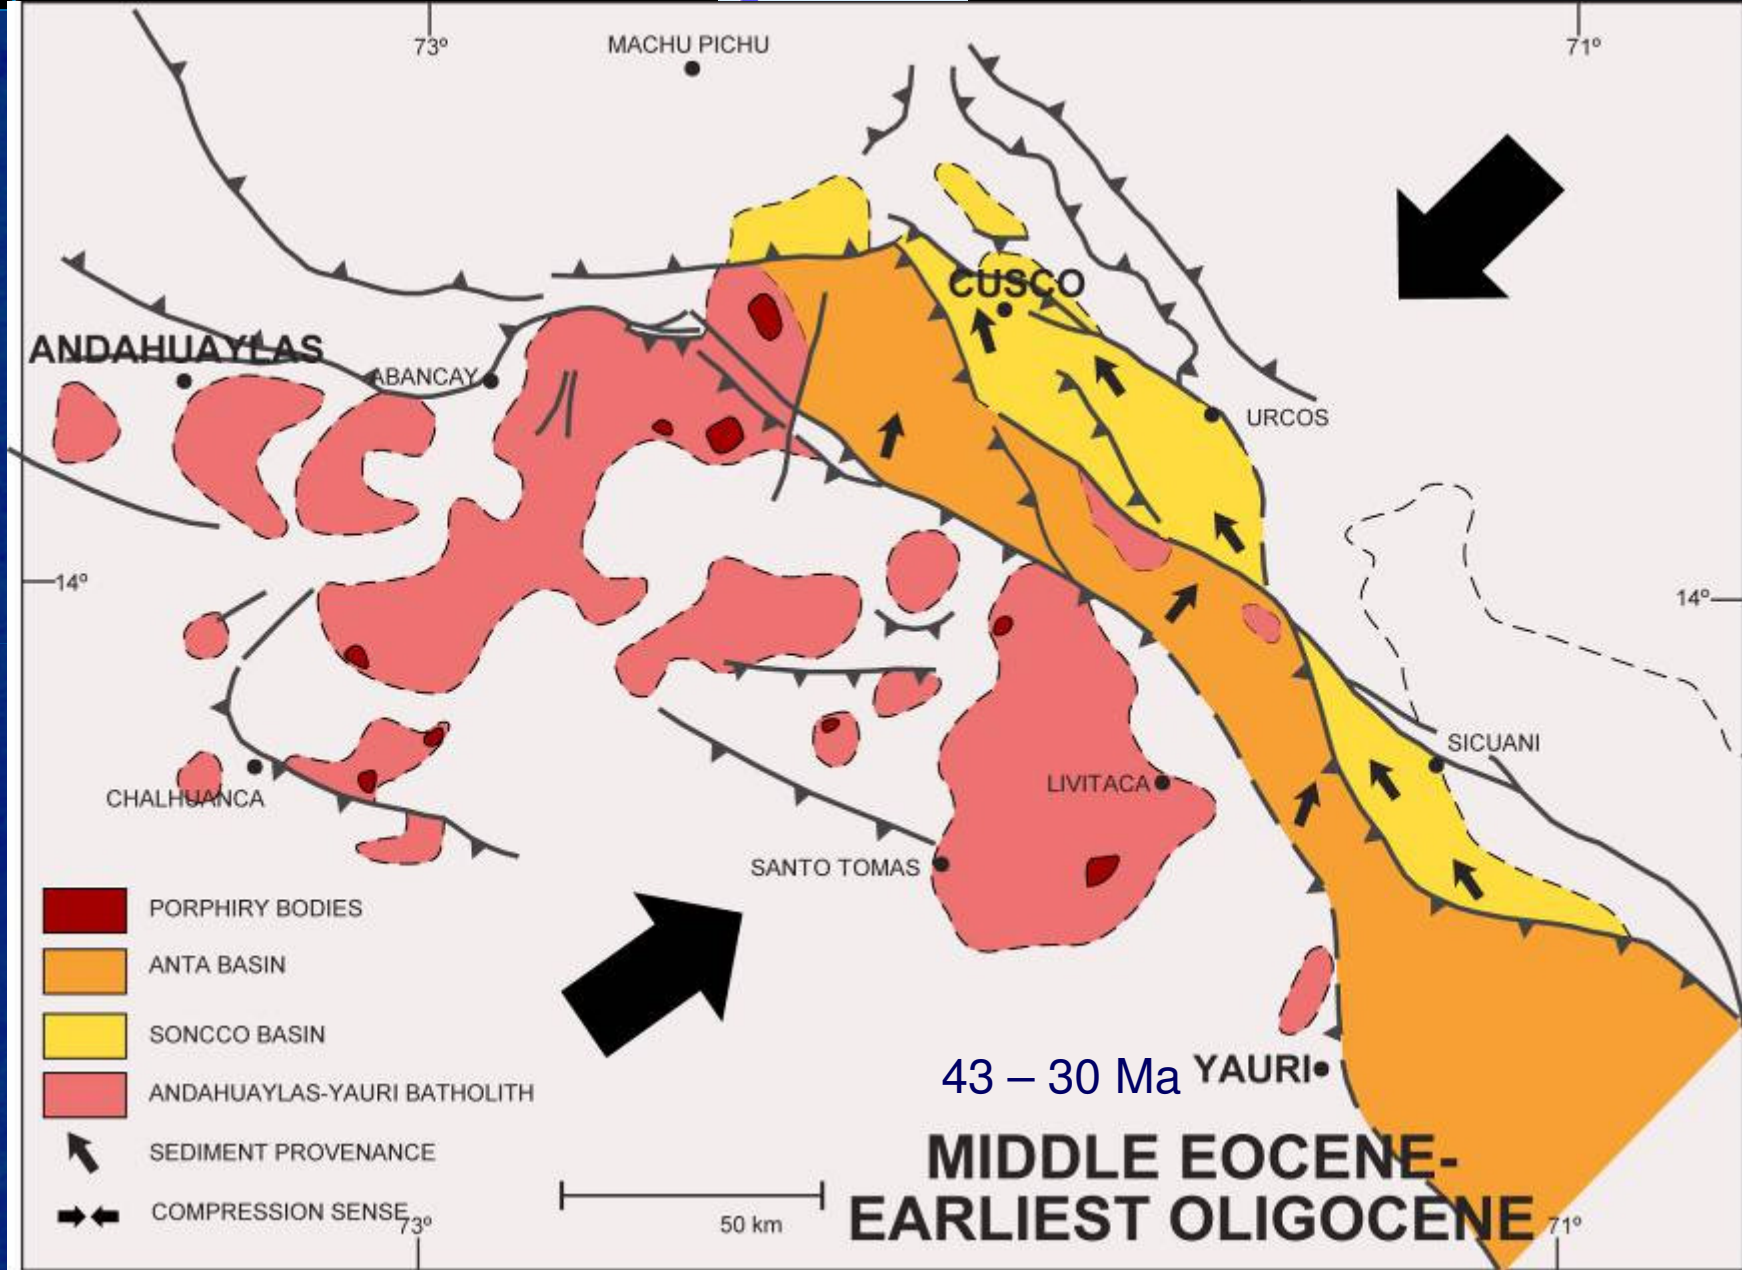 73º
MACHU PICHU
71º
CUSCO
ANDAHUAYLAS
ABANCAY
URCOS
14º
14º
SICUANI
LIVITACA
CHALHUANCA
SANTO TOMAS
PORPHIRY BODIES
ANTA BASIN
SONCCO BASIN
43 – 30 Ma
YAURI
ANDAHUAYLAS-YAURI BATHOLITH
SEDIMENT PROVENANCE
MIDDLE EOCENE-
EARLIEST OLIGOCENE
COMPRESSION SENSE
73º
50 km
71º